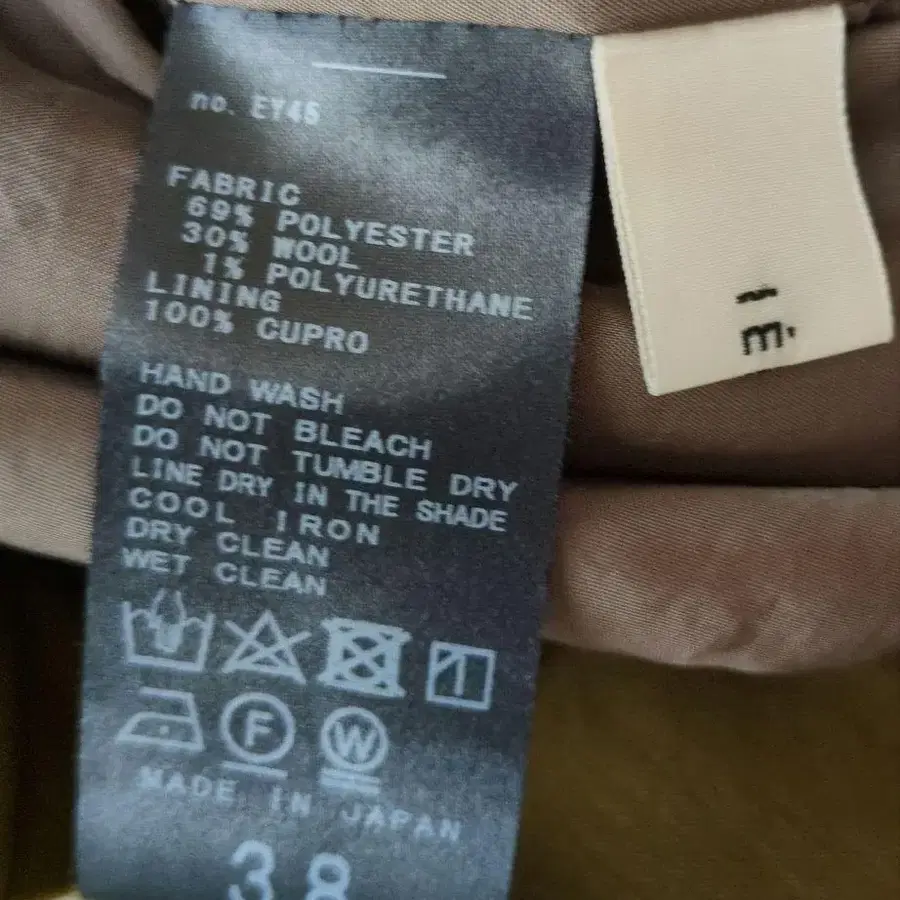 no. EY45
FABRIC
69% POLYESTER
30% WOOL
1% POLYURETHANE
LINING
100% CUPRO
HAND WASH
DO NOT BLEACH
DO NOT TUMBLE DRY
LINE DRY IN THE SHADE
COOL IRON
DRY CLEAN
WET CLEAN
F W
MADE IN JAPAN
38